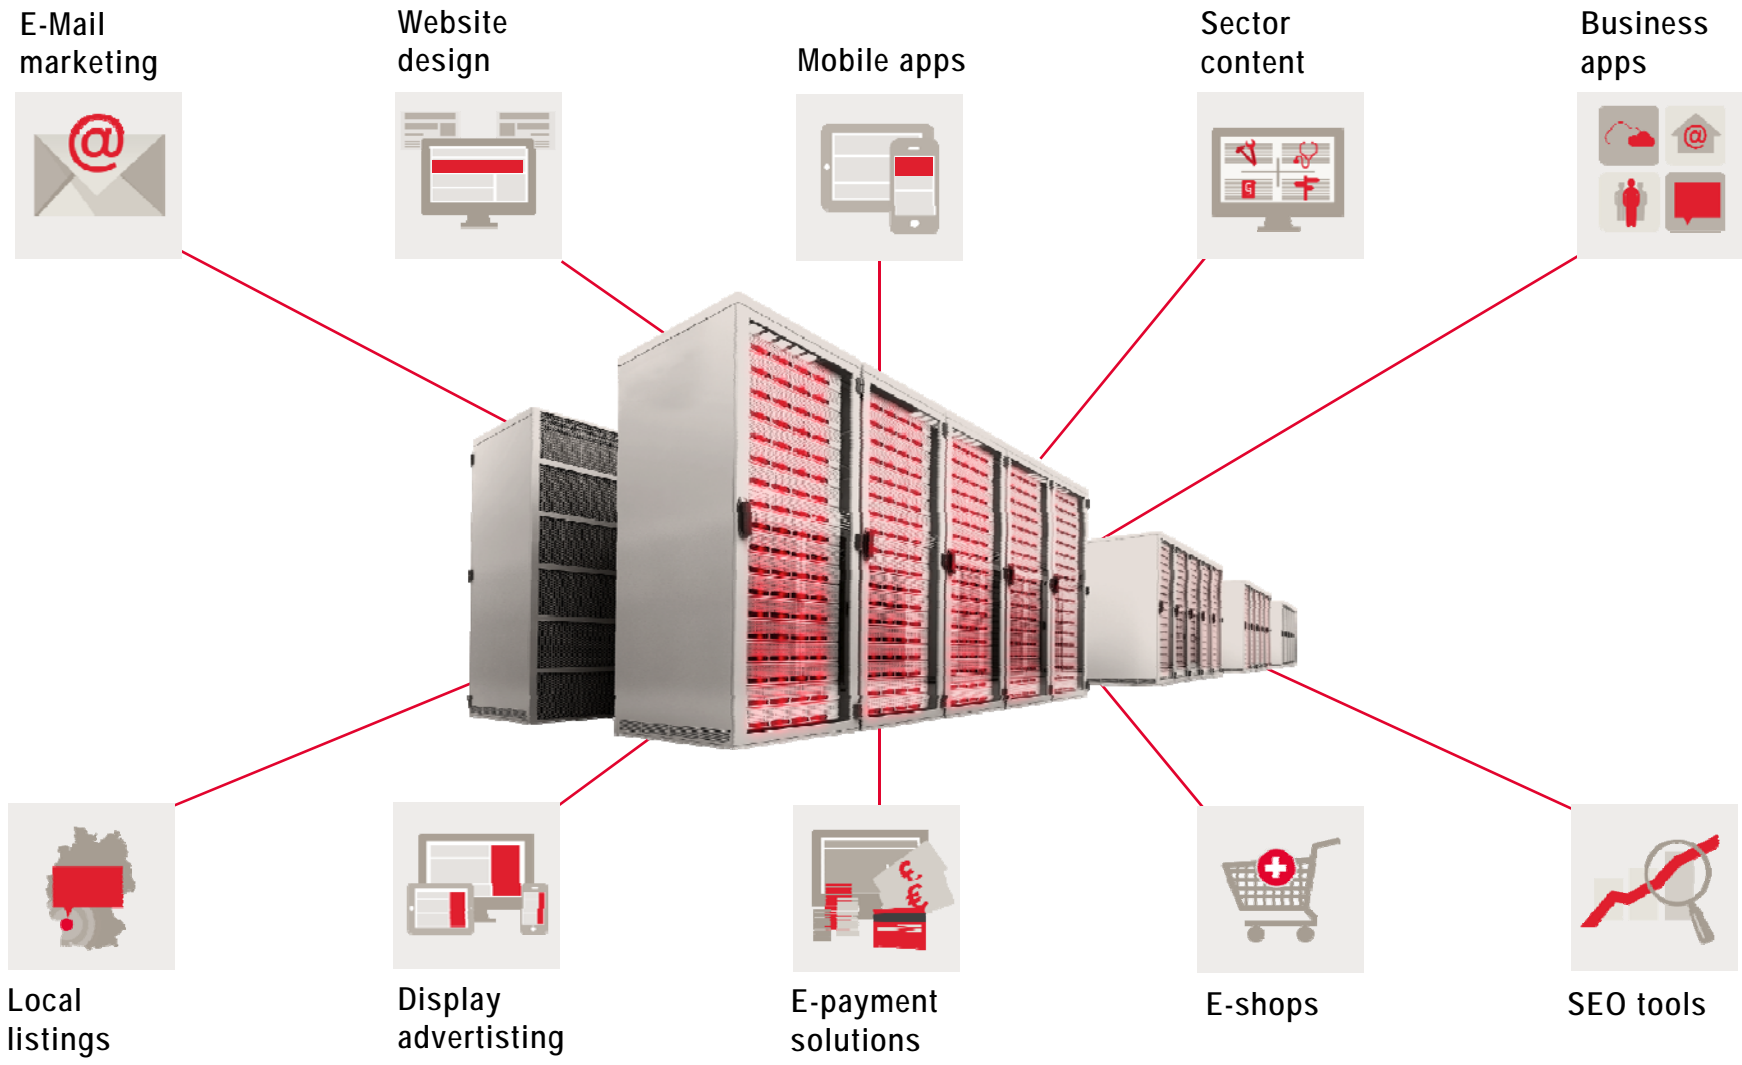 E-Mail
marketing
Website
design
Mobile apps
Sector
content
Business
apps
@
@
Local
listings
Display
advertisting
E-payment
solutions
E-shops
SEO tools